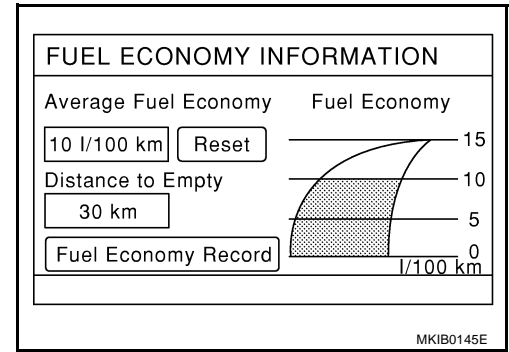 FUEL ECONOMY INFORMATION
Average Fuel Economy
Fuel Economy
10 l/100 km
Reset
15
Distance to Empty
10
30 km
5
Fuel Economy Record
0
l/100 km
MKIB0145E